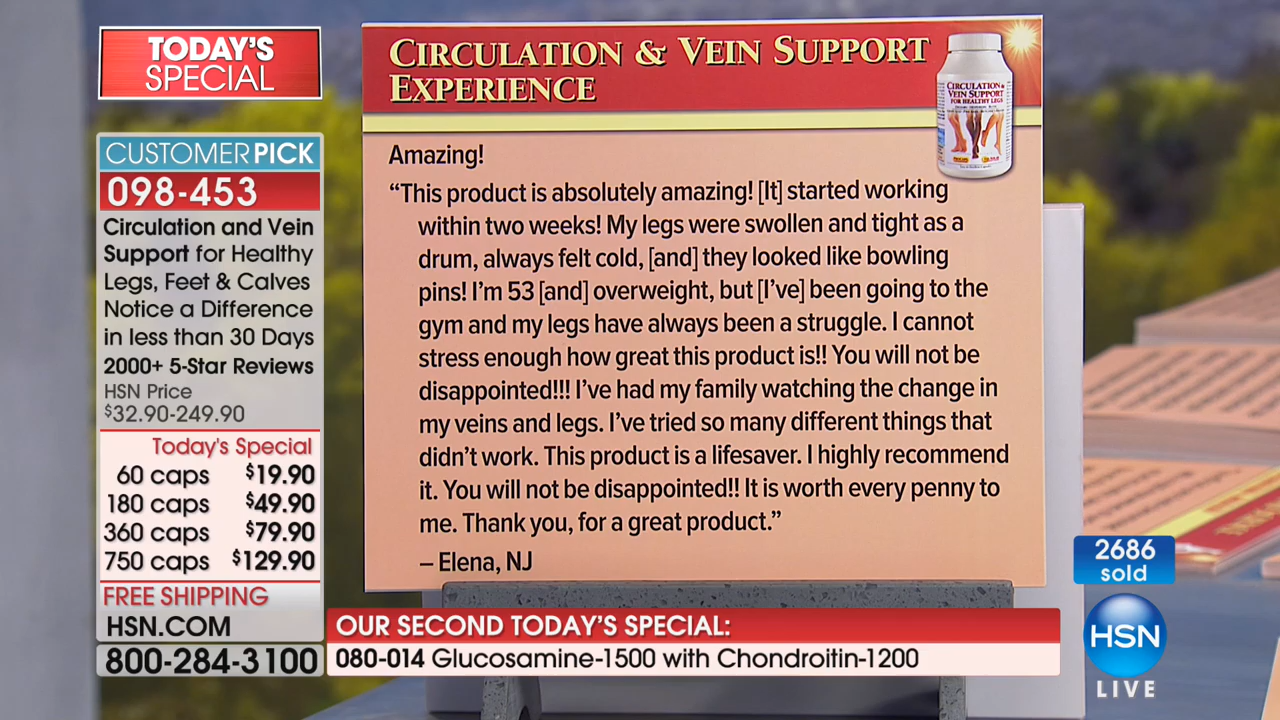 TODAY'S
SPECIAL
CUSTOMER PICK
098-453
Circulation and Vein
Support for Healthy
Legs, Feet & Calves
Notice a Difference
in less than 30 Days
2000+ 5-Star Reviews
HSN Price
$32.90-249.90
Today's Special
60 caps $19.90
180 caps $49.90
360 caps $79.90
750 caps $129.90
FREE SHIPPING
HSN.COM
800-284-3100
CIRCULATION & VEIN SUPPORT
EXPERIENCE
CIRCULATION &
VEIN SUPPORT
FOR HEALTHY LEGS
Amazing!
“This product is absolutely amazing! [It] started working
within two weeks! My legs were swollen and tight as a
drum, always felt cold, [and] they looked like bowling
pins! I’m 53 [and] overweight, but [I’ve] been going to the
gym and my legs have always been a struggle. I cannot
stress enough how great this product is!! You will not be
disappointed!!! I’ve had my family watching the change in
my veins and legs. I’ve tried so many different things that
didn’t work. This product is a lifesaver. I highly recommend
it. You will not be disappointed!! It is worth every penny to
me. Thank you, for a great product.”
– Elena, NJ
2686
sold
HSN
LIVE
OUR SECOND TODAY’S SPECIAL:
080-014 Glucosamine-1500 with Chondroitin-1200